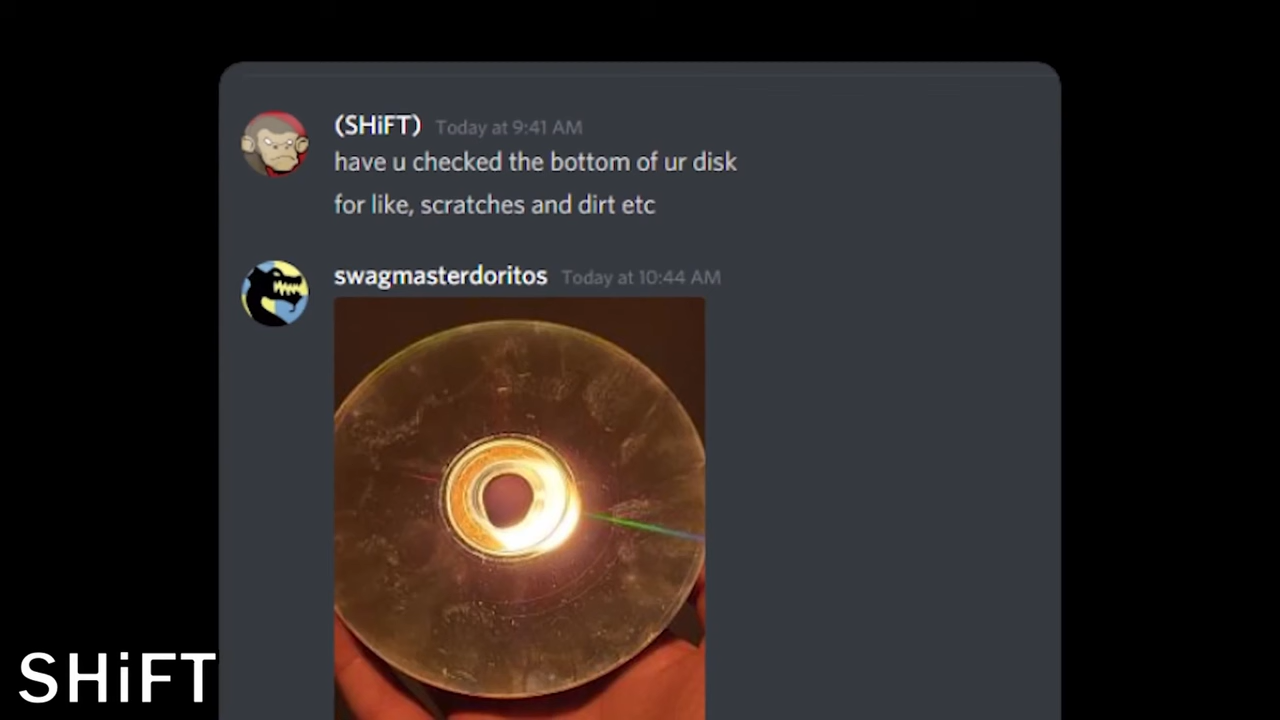 (SHiFT) Today at 9:41 AM
have u checked the bottom of ur disk
for like, scratches and dirt etc
swagmasterdoritos Today at 10:44 AM
SHiFT